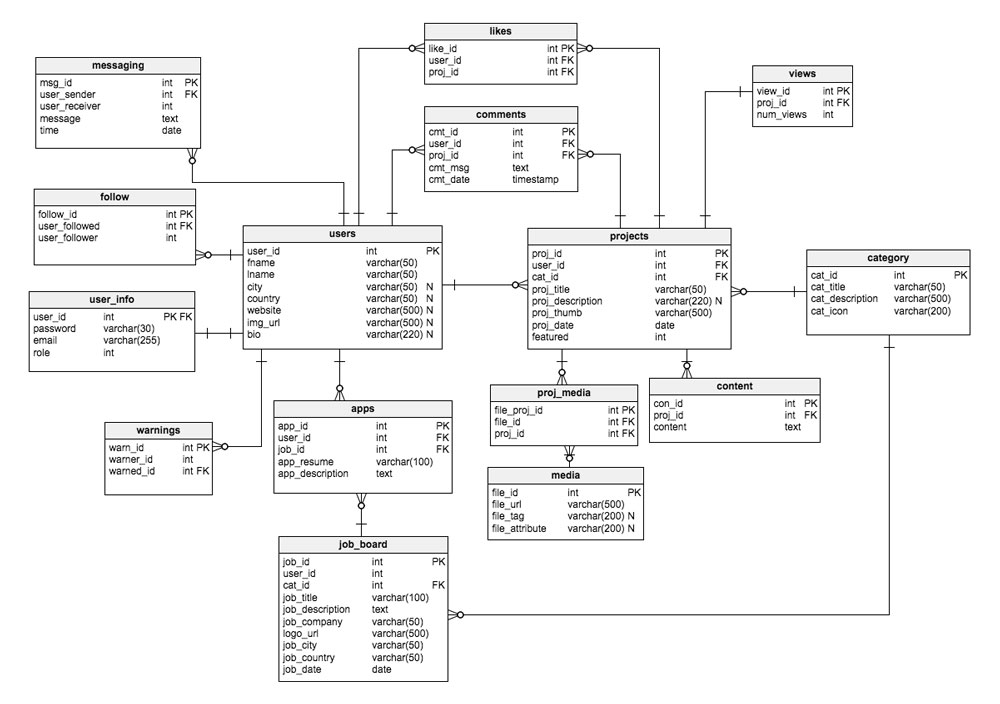 likes
like_id int PK
user_id int FK
proj_id int FK
messaging
msg_id int PK
user_sender int FK
user_receiver int
message text
time date
views
view_id int PK
proj_id int FK
num_views int
comments
cmt_id int PK
user_id int FK
proj_id int FK
cmt_msg text
cmt_date timestamp
follow
follow_id int PK
user_followed int FK
user_follower int
users
user_id int PK
fname varchar(50)
lname varchar(50)
city varchar(50) N
country varchar(50) N
website varchar(500) N
img_url varchar(500) N
bio varchar(220) N
projects
proj_id int PK
user_id int FK
cat_id int FK
proj_title varchar(50)
proj_description varchar(220) N
proj_thumb varchar(500)
proj_date date
featured int
category
cat_id int PK
cat_title varchar(50)
cat_description varchar(500)
cat_icon varchar(200)
user_info
user_id int PK FK
password varchar(30)
email varchar(255)
role int
warnings
warn_id int PK
warner_id int
warned_id int FK
apps
app_id int PK
user_id int FK
job_id int FK
app_resume varchar(100)
app_description text
proj_media
file_proj_id int PK
file_id int FK
proj_id int FK
content
con_id int PK
proj_id int FK
content text
media
file_id int PK
file_url varchar(500)
file_tag varchar(200) N
file_attribute varchar(200) N
job_board
job_id int PK
user_id int
cat_id int FK
job_title varchar(100)
job_description text
job_company varchar(50)
logo_url varchar(500)
job_city varchar(50)
job_country varchar(50)
job_date date